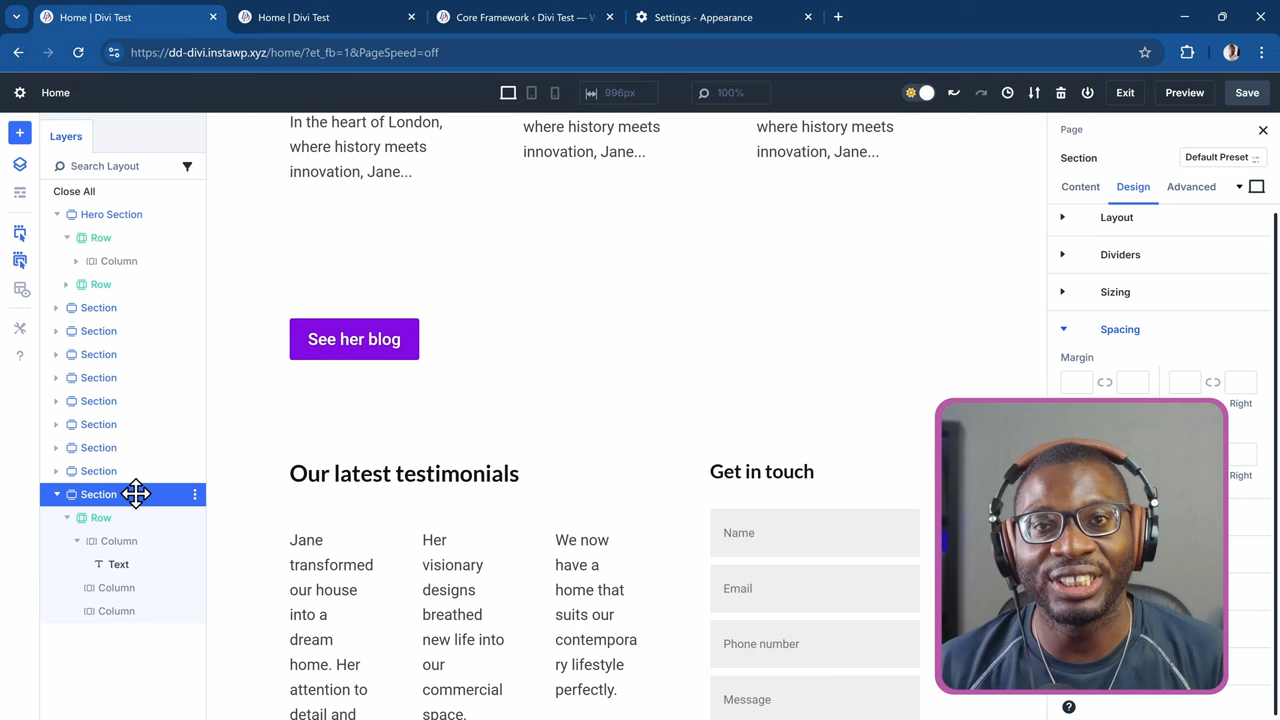 Home | Divi Test
Home | Divi Test
Core Framework ‹ Divi Test — W
Settings - Appearance
https://dd-divi.instawp.xyz/home/?et_fb=1&PageSpeed=off
Home
996px
100%
Exit
Preview
Save
Layers
Search Layout
Close All
Hero Section
Row
Column
Row
Section
Section
Section
Section
Section
Section
Section
Section
Section
Row
Column
Text
Column
Column
In the heart of London,
where history meets
innovation, Jane...
where history meets
innovation, Jane...
where history meets
innovation, Jane...
See her blog
Our latest testimonials
Jane
transformed
our house
into a
dream
home. Her
attention to
detail and
Her
visionary
designs
breathed
new life into
our
commercial
space.
We now
have a
home that
suits our
contempora
ry lifestyle
perfectly.
Get in touch
Name
Email
Phone number
Message
Page
Section
Default Preset
Content
Design
Advanced
Layout
Dividers
Sizing
Spacing
Margin
Right
Right